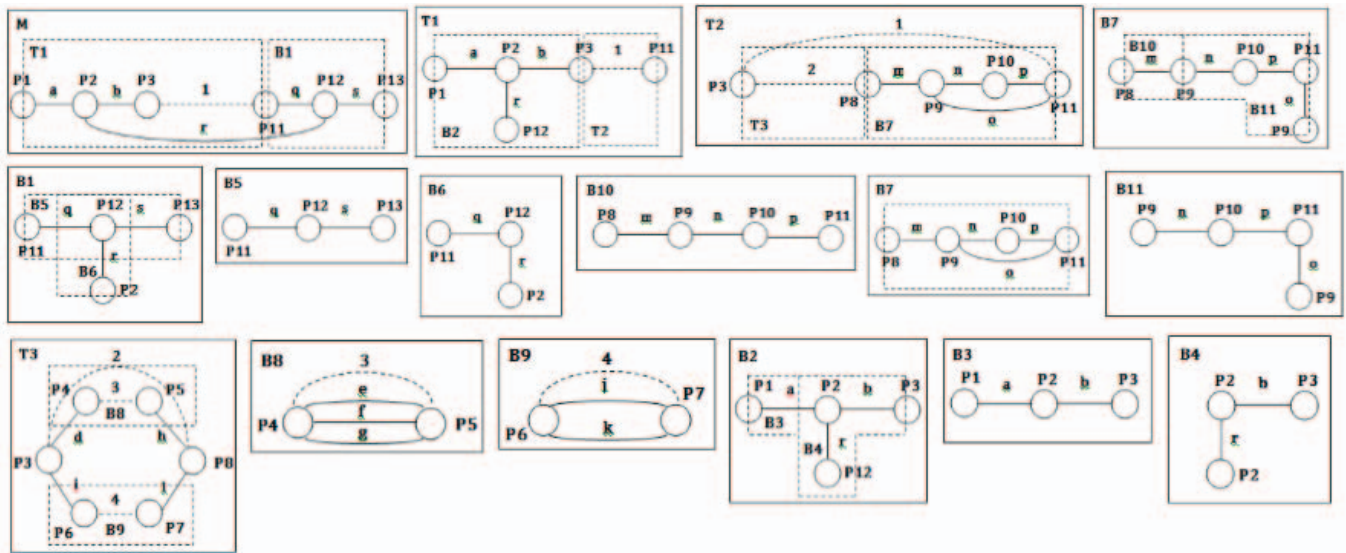 M
T1
B1
P1 P2 P3 P12 P13
a b 1 q s
P11
r
T1
P2 P3 P11
a b 1
P1
r
B2 P12 T2
T2
1
2 m n P10 p
P3 P8 P9 P11
o
T3 B7
B7
B10 P10 P11
m n p
P8 P9 o
B11
P9
B1
B5 q P12 s P13
P11 r
B6
P2
B5
q P12 s P13
P11
B6
q P12
P11 r
P2
B10
P8 m P9 n P10 p P11
B7
P10
m n p
P8 P9 P11
o
B11
P9 n P10 p P11
o
P9
T3 2
P4 3 P5
B8
d h
P3 P8
i l
4
P6 B9 P7
B8 3
e
f
P4 P5
g
B9 4
P7
j
P6 k
B2
P1 a P2 b P3
B3
B4 r
P12
B3
P1 a P2 b P3
B4
P2 b P3
r
P2